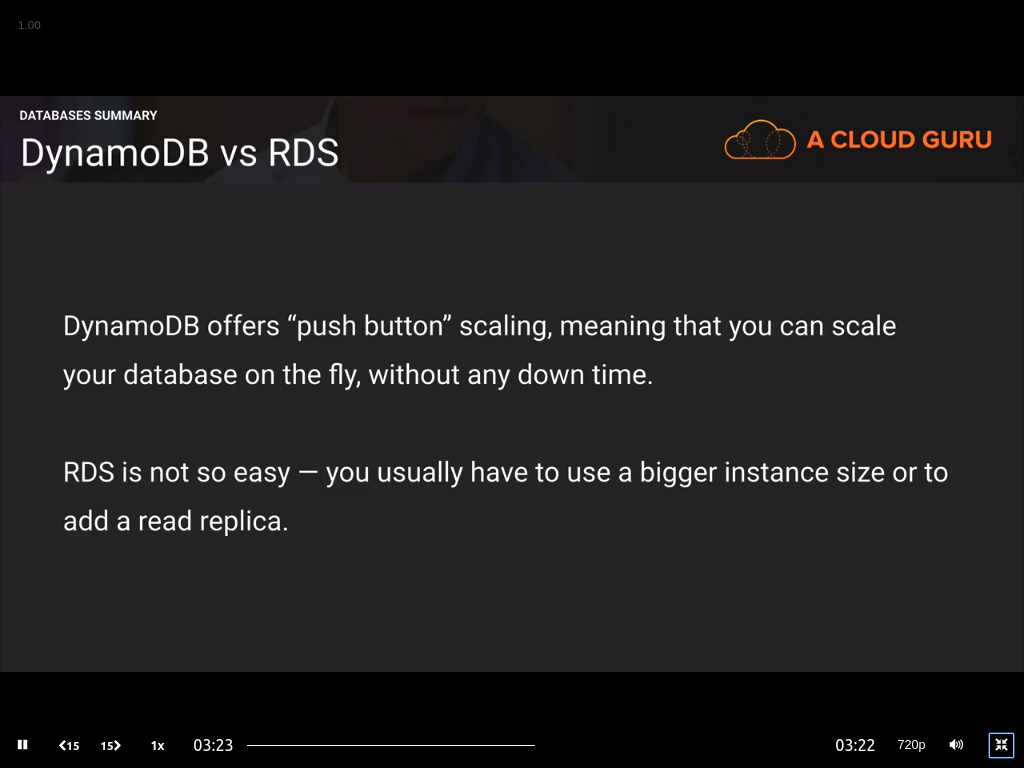 1.00
DATABASES SUMMARY
DynamoDB vs RDS
A CLOUD GURU
DynamoDB offers “push button” scaling, meaning that you can scale
your database on the fly, without any down time.
RDS is not so easy — you usually have to use a bigger instance size or to
add a read replica.
15 15 1x 03:23 03:22 720p